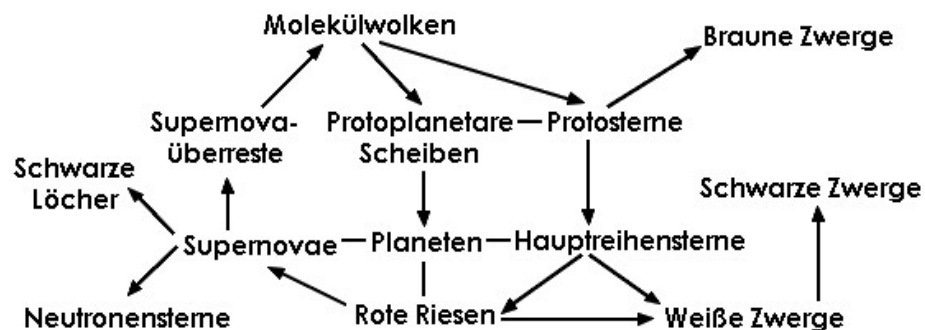 Molekülwolken
Braune Zwerge
Supernova-
überreste
Protoplanetare
Scheiben
Protosterne
Schwarze
Löcher
Schwarze Zwerge
Supernovae
Planeten
Hauptreihensterne
Neutronensterne
Rote Riesen
Weiße Zwerge